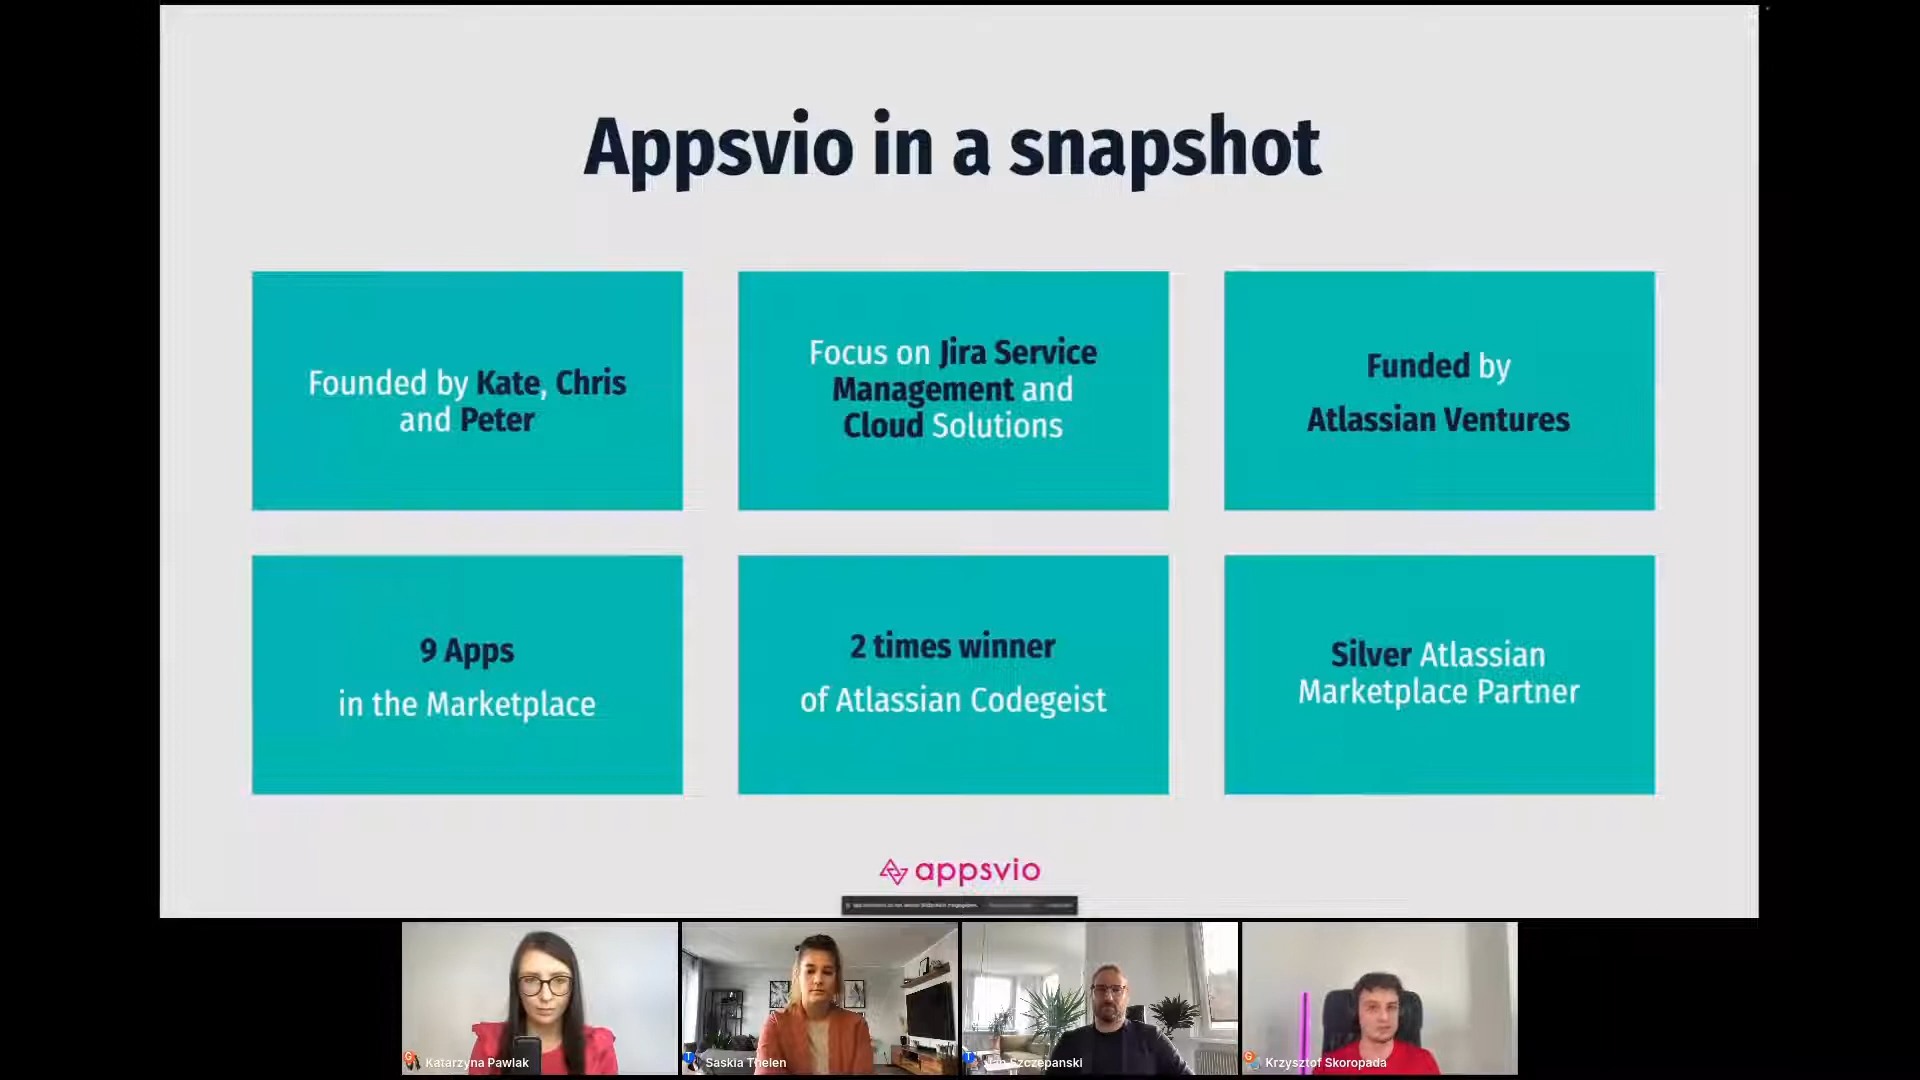 Appsvio in a snapshot
Founded by Kate, Chris
and Peter
Focus on Jira Service
Management and
Cloud Solutions
Funded by
Atlassian Ventures
9 Apps
in the Marketplace
2 times winner
of Atlassian Codegeist
Silver Atlassian
Marketplace Partner
appsvio
Katarzyna Pawlak
Saskia Thelen
Jan Szczepanski
Krzysztof Skoropada